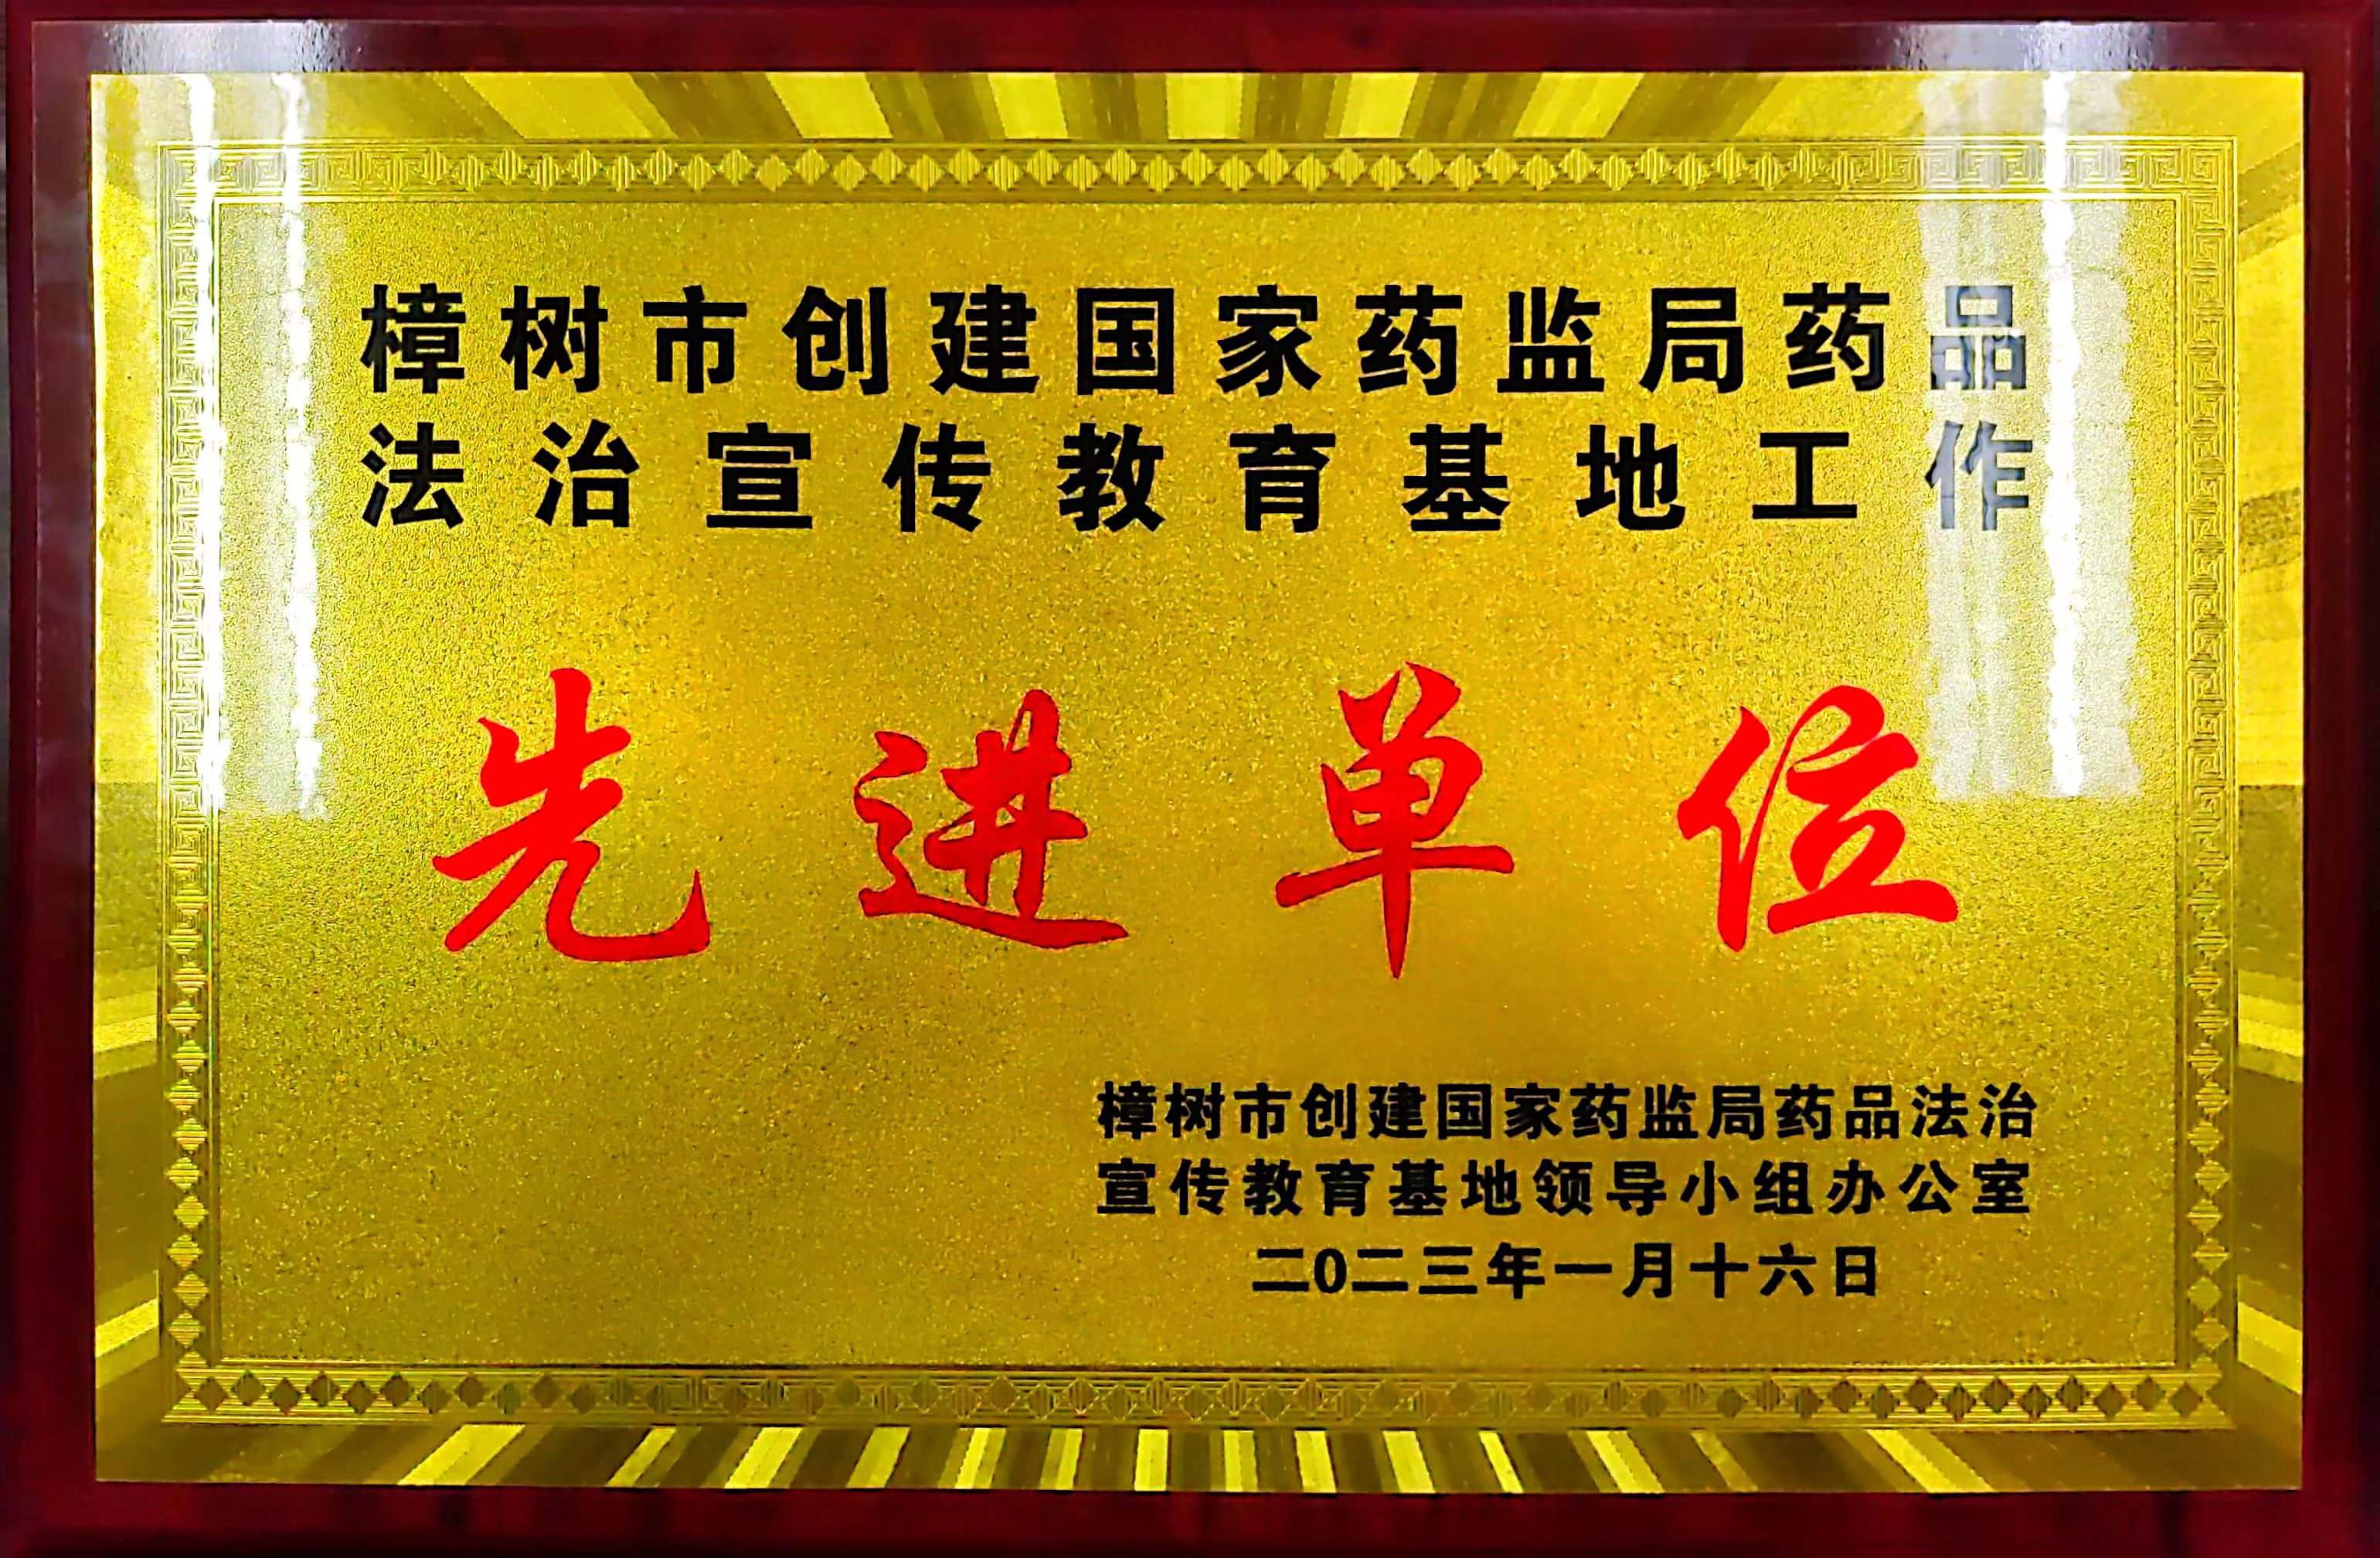 樟树市创建国家药监局药品
法治宣传教育基地工作
先进单位
樟树市创建国家药监局药品法治
宣传教育基地领导小组办公室
二0二三年一月十六日